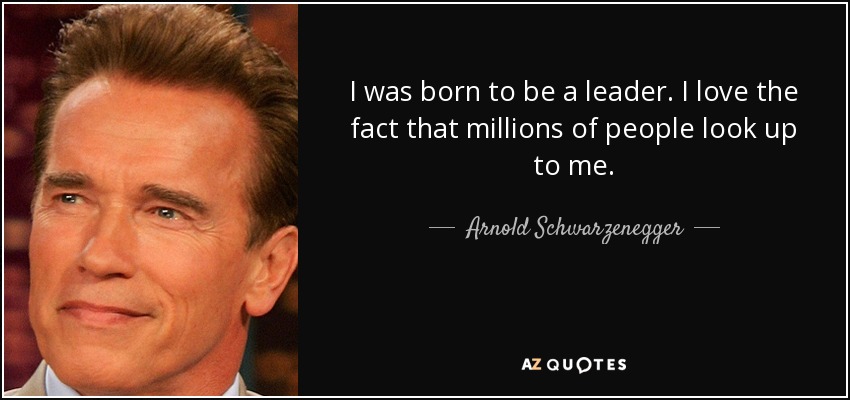 I was born to be a leader. I love the
fact that millions of people look up
to me.
Arnold Schwarzenegger
AZ QUOTES